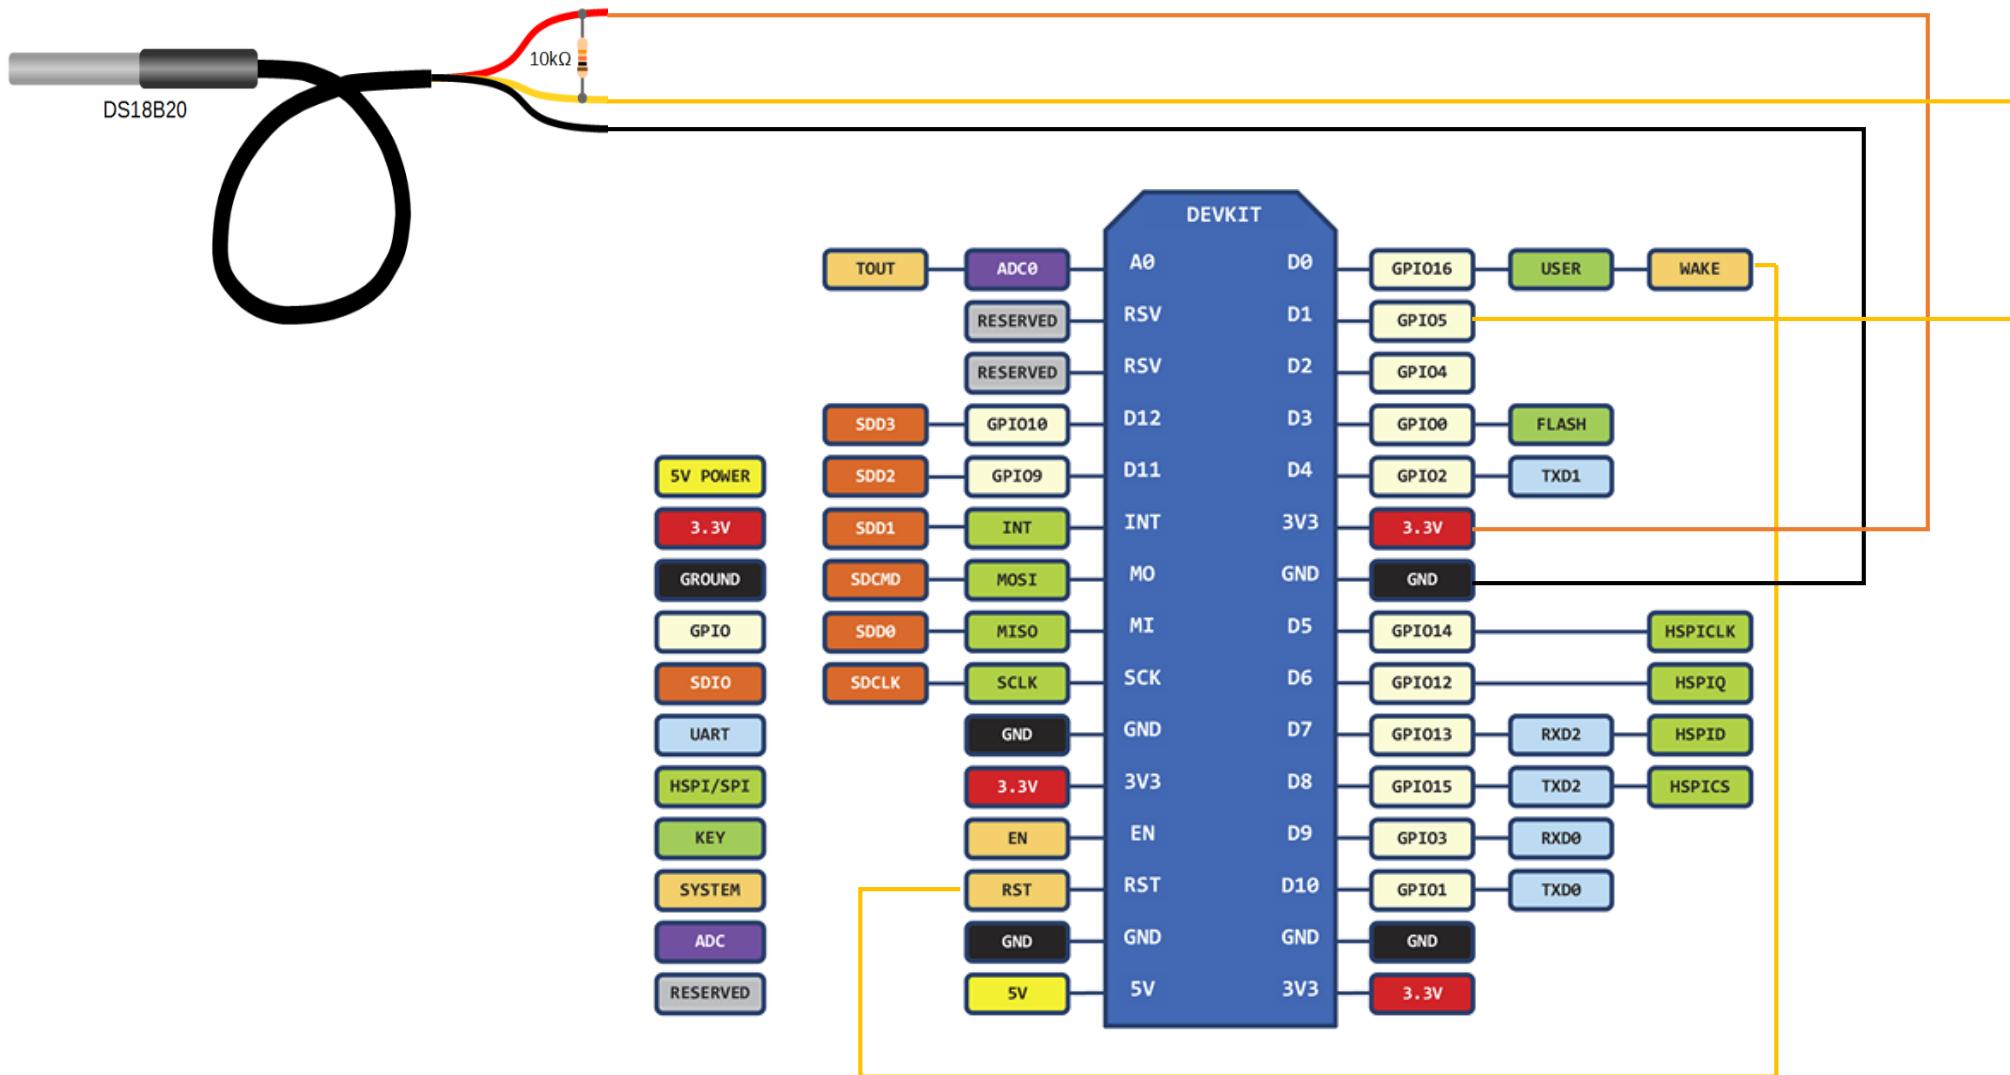 10kΩ
DS18B20
DEVKIT
TOUT ADC0 A0 D0 GPIO16 USER WAKE
RESERVED RSV D1 GPIO5
RESERVED RSV D2 GPIO4
SDD3 GPIO10 D12 D3 GPIO0 FLASH
5V POWER SDD2 GPIO9 D11 D4 GPIO2 TXD1
3.3V SDD1 INT INT 3V3 3.3V
GROUND SDCMD MOSI MO GND GND
GPIO SDD0 MISO MI D5 GPIO14 HSPICLK
SDIO SDCLK SCLK SCK D6 GPIO12 HSPIQ
UART GND GND D7 GPIO13 RXD2 HSPID
HSPI/SPI 3.3V 3V3 D8 GPIO15 TXD2 HSPICS
KEY EN EN D9 GPIO3 RXD0
SYSTEM RST RST D10 GPIO1 TXD0
ADC GND GND GND GND
RESERVED 5V 5V 3V3 3.3V